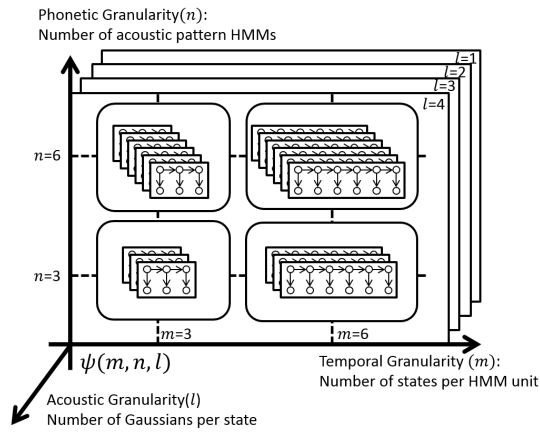 Phonetic Granularity(n):
Number of acoustic pattern HMMs
l=1
l=2
l=3
l=4
n=6
n=3
m=3
m=6
ψ(m, n, l)
Temporal Granularity (m):
Number of states per HMM unit
Acoustic Granularity(l)
Number of Gaussians per state